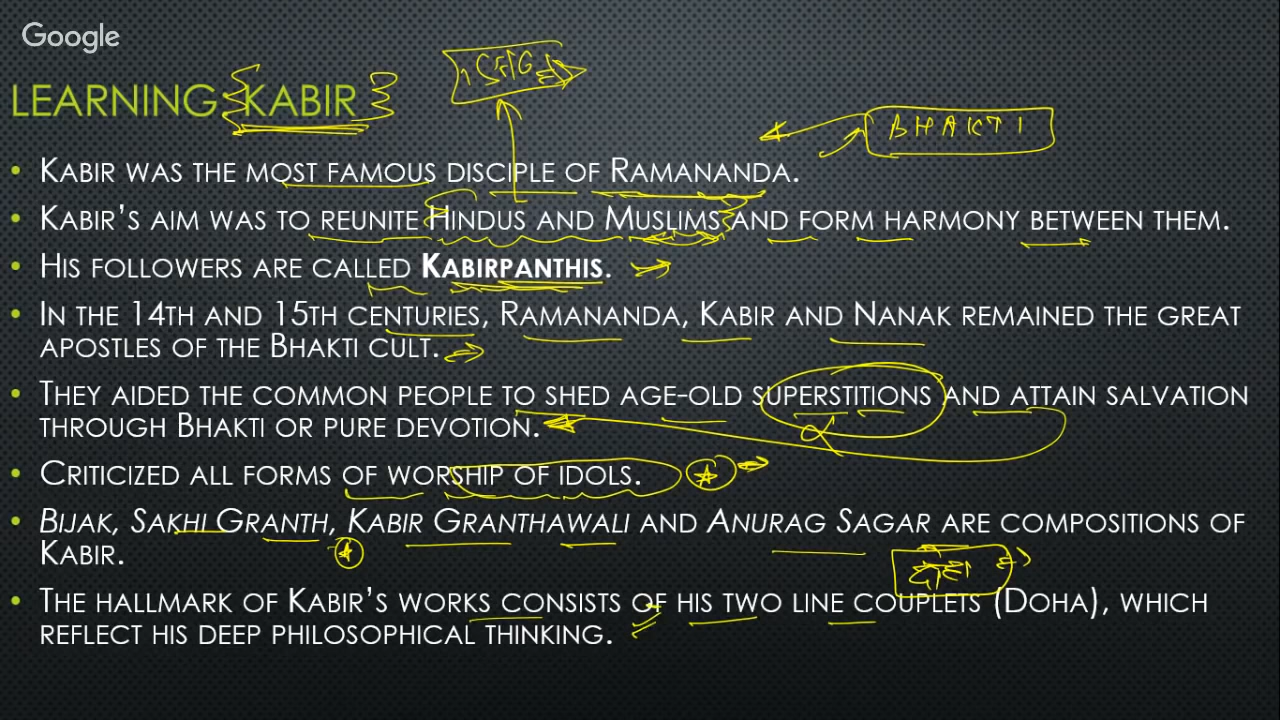 Google
LEARNING: KABIR
BHAKTI
• KABIR WAS THE MOST FAMOUS DISCIPLE OF RAMANANDA.
• KABIR'S AIM WAS TO REUNITE HINDUS AND MUSLIMS AND FORM HARMONY BETWEEN THEM.
• HIS FOLLOWERS ARE CALLED KABIRPANTHIS.
• IN THE 14TH AND 15TH CENTURIES, RAMANANDA, KABIR AND NANAK REMAINED THE GREAT
APOSTLES OF THE BHAKTI CULT.
• THEY AIDED THE COMMON PEOPLE TO SHED AGE-OLD SUPERSTITIONS AND ATTAIN SALVATION
THROUGH BHAKTI OR PURE DEVOTION.
• CRITICIZED ALL FORMS OF WORSHIP OF IDOLS.
• BIJAK, SAKHI GRANTH, KABIR GRANTHAWALI AND ANURAG SAGAR ARE COMPOSITIONS OF
KABIR.
दोहा
• THE HALLMARK OF KABIR'S WORKS CONSISTS OF HIS TWO LINE COUPLETS (DOHA), WHICH
REFLECT HIS DEEP PHILOSOPHICAL THINKING.